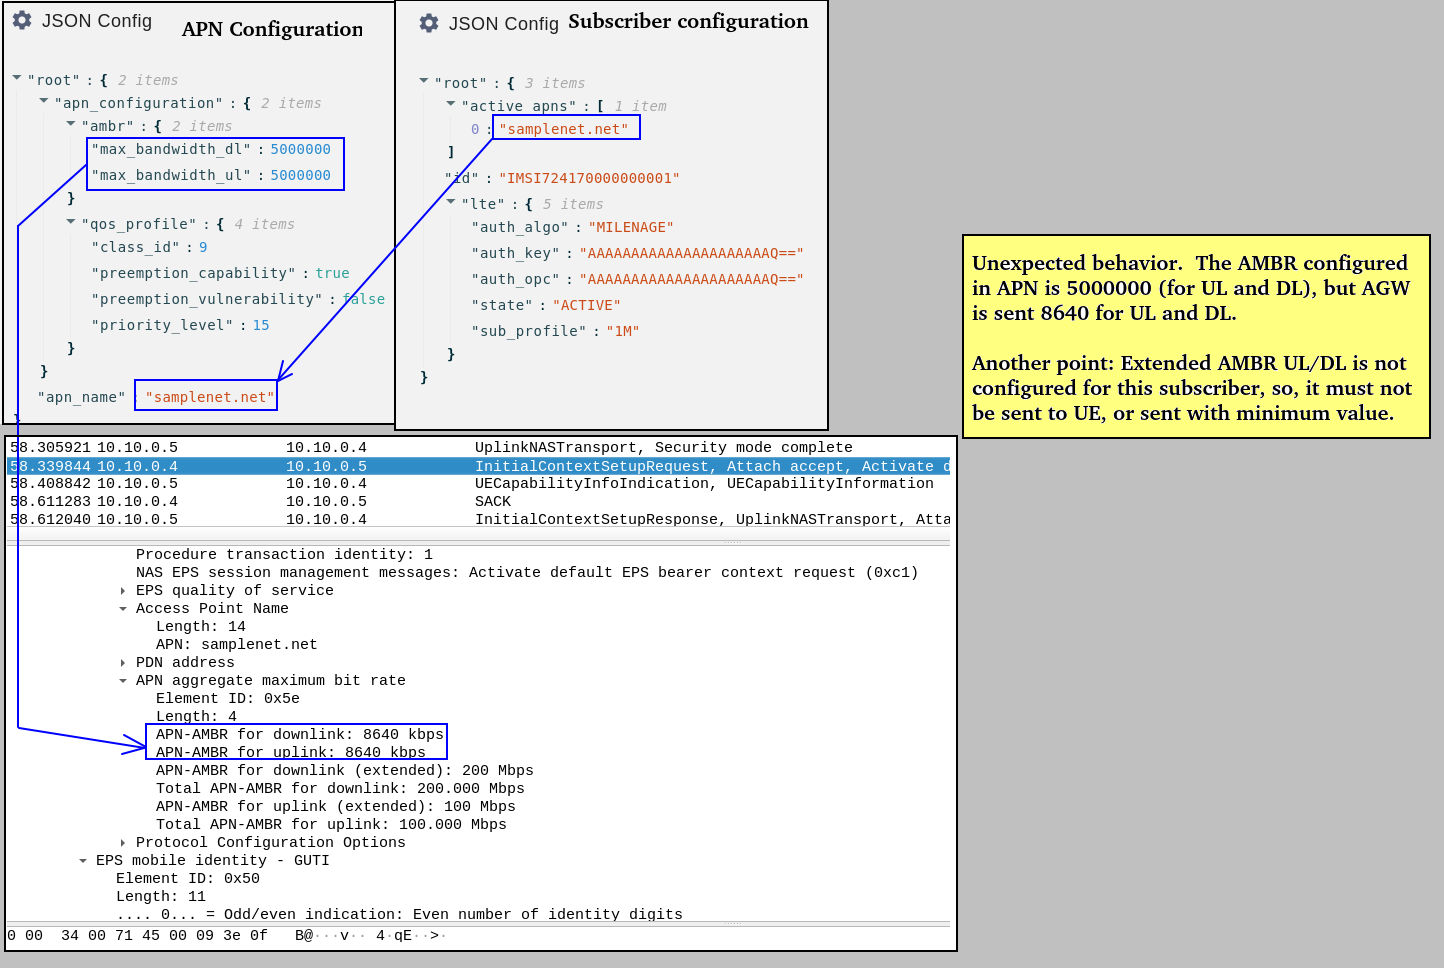 JSON Config APN Configuration
"root" : { 2 items
"apn_configuration" : { 2 items
"ambr" : { 2 items
"max_bandwidth_dl" : 5000000
"max_bandwidth_ul" : 5000000
}
"qos_profile" : { 4 items
"class_id" : 9
"preemption_capability" : true
"preemption_vulnerability" : false
"priority_level" : 15
}
}
"apn_name" : "samplenet.net"
}
JSON Config Subscriber configuration
"root" : { 3 items
"active_apns" : [ 1 item
0 : "samplenet.net"
]
"id" : "IMSI724170000000001"
"lte" : { 5 items
"auth_algo" : "MILENAGE"
"auth_key" : "AAAAAAAAAAAAAAAAAAAAAQ=="
"auth_opc" : "AAAAAAAAAAAAAAAAAAAAAQ=="
"state" : "ACTIVE"
"sub_profile" : "1M"
}
}
Unexpected behavior. The AMBR configured
in APN is 5000000 (for UL and DL), but AGW
is sent 8640 for UL and DL.
Another point: Extended AMBR UL/DL is not
configured for this subscriber, so, it must not
be sent to UE, or sent with minimum value.
58.305921 10.10.0.5 10.10.0.4 UplinkNASTransport, Security mode complete
58.339844 10.10.0.4 10.10.0.5 InitialContextSetupRequest, Attach accept, Activate d
58.408842 10.10.0.5 10.10.0.4 UECapabilityInfoIndication, UECapabilityInformation
58.611283 10.10.0.4 10.10.0.5 SACK
58.612040 10.10.0.5 10.10.0.4 InitialContextSetupResponse, UplinkNASTransport, Atta
Procedure transaction identity: 1
NAS EPS session management messages: Activate default EPS bearer context request (0xc1)
EPS quality of service
Access Point Name
Length: 14
APN: samplenet.net
PDN address
APN aggregate maximum bit rate
Element ID: 0x5e
Length: 4
APN-AMBR for downlink: 8640 kbps
APN-AMBR for uplink: 8640 kbps
APN-AMBR for downlink (extended): 200 Mbps
Total APN-AMBR for downlink: 200.000 Mbps
APN-AMBR for uplink (extended): 100 Mbps
Total APN-AMBR for uplink: 100.000 Mbps
Protocol Configuration Options
EPS mobile identity - GUTI
Element ID: 0x50
Length: 11
.... 0... = Odd/even indication: Even number of identity digits
0 00 34 00 71 45 00 09 3e 0f B@···v·· 4·qE··>·